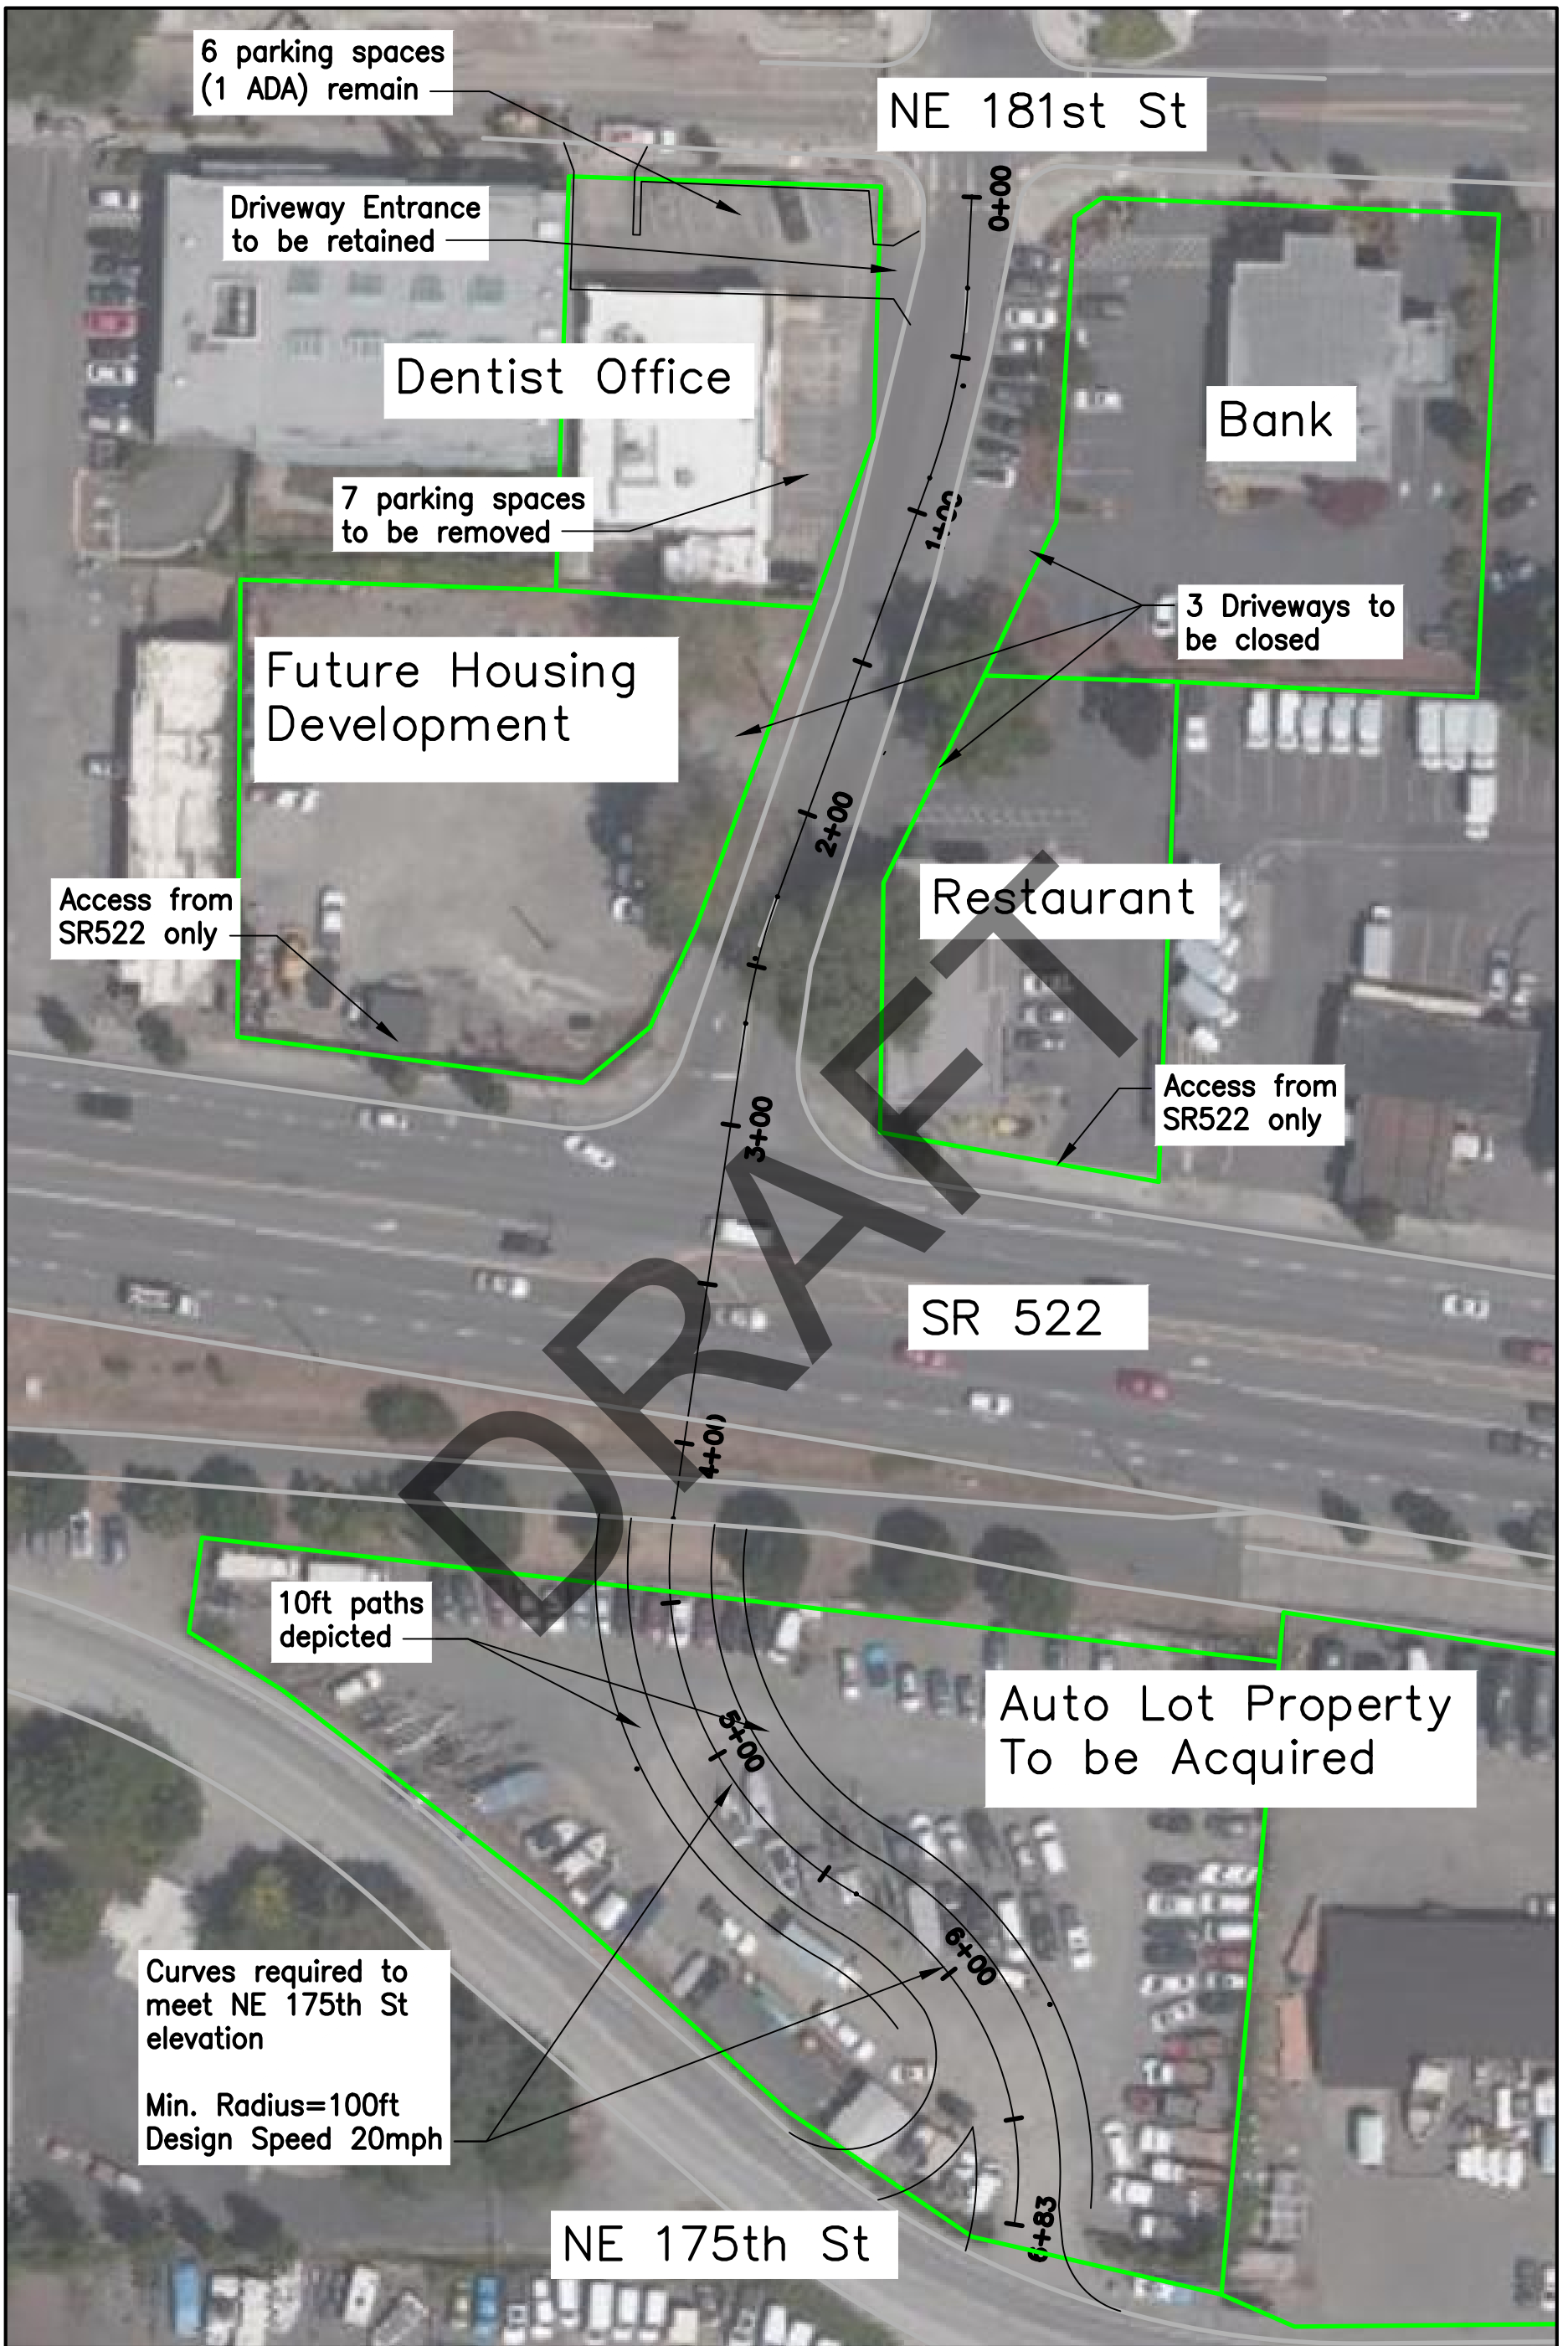 6 parking spaces
(1 ADA) remain
NE 181st St
0+00
Driveway Entrance
to be retained
Dentist Office
Bank
7 parking spaces
to be removed
1+00
3 Driveways to
be closed
Future Housing
Development
2+00
Access from
SR522 only
Restaurant
3+00
Access from
SR522 only
DRAFT
SR 522
4+00
10ft paths
depicted
5+00
Auto Lot Property
To be Acquired
6+00
Curves required to
meet NE 175th St
elevation
Min. Radius=100ft
Design Speed 20mph
6+83
NE 175th St